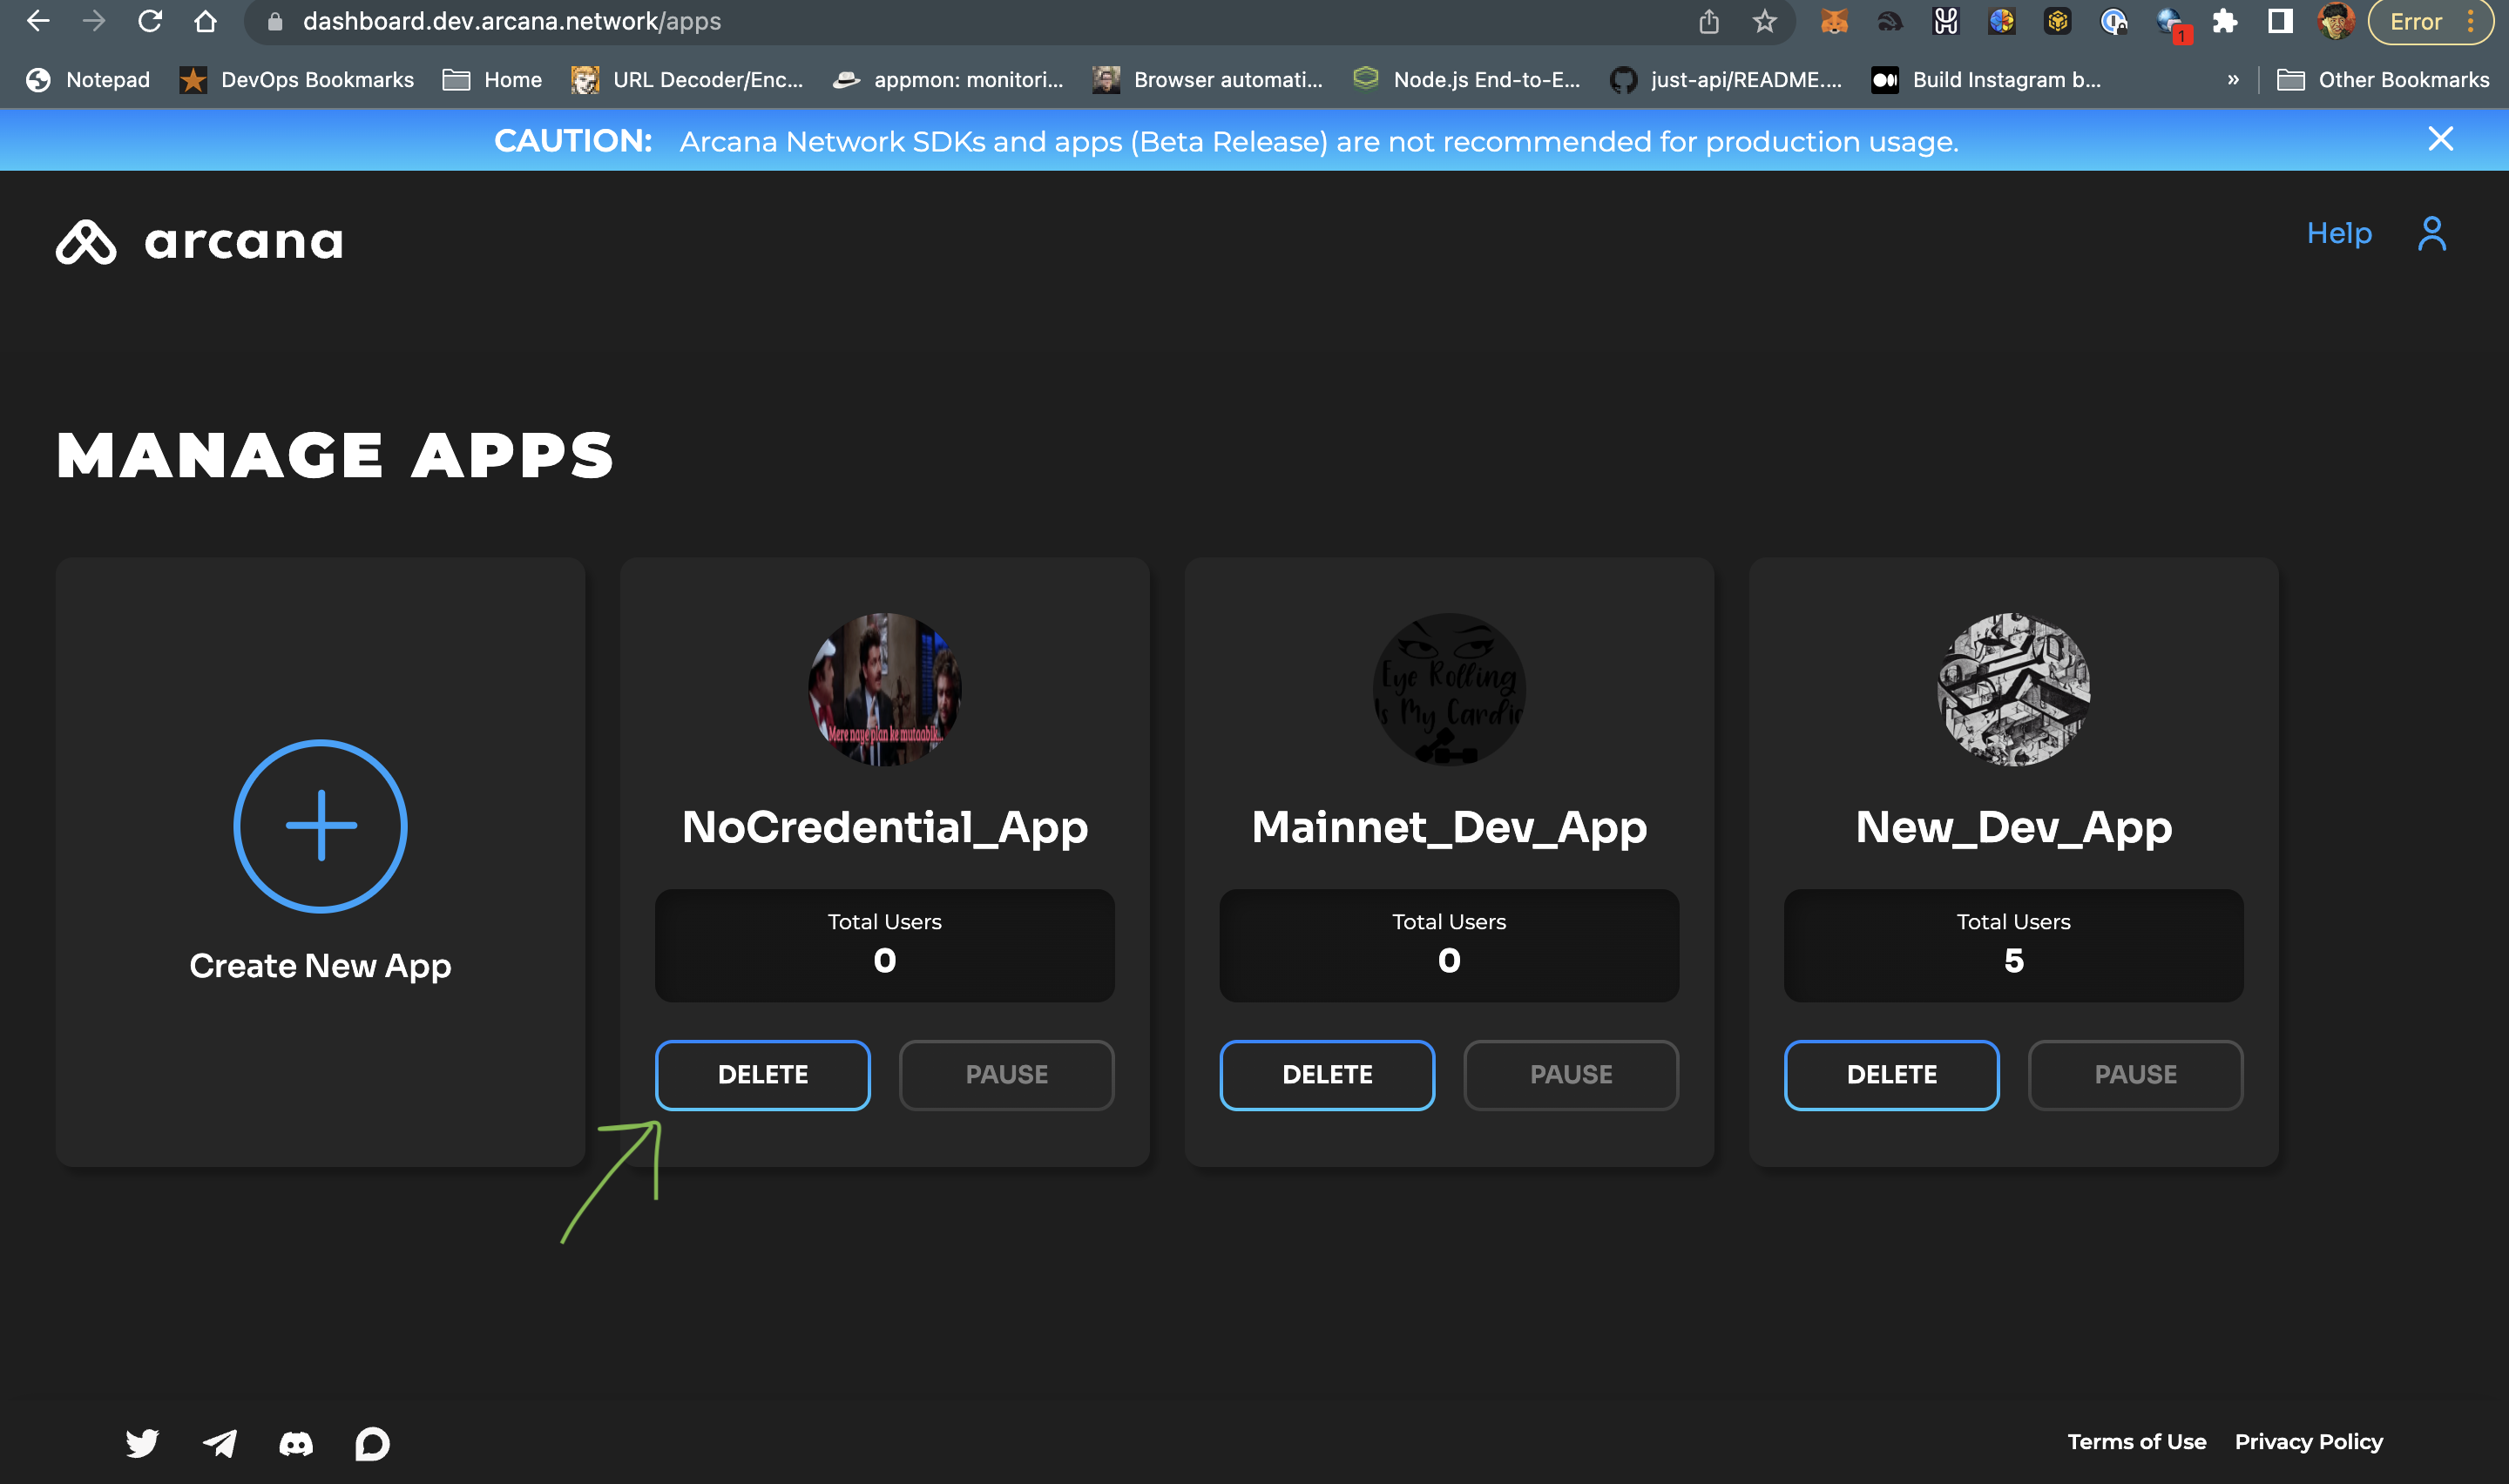 dashboard.dev.arcana.network/apps
1
Error
Notepad
DevOps Bookmarks
Home
URL Decoder/Enc...
appmon: monitori...
Browser automati...
Node.js End-to-E...
just-api/README....
Build Instagram b...
»
Other Bookmarks
CAUTION: Arcana Network SDKs and apps (Beta Release) are not recommended for production usage.
arcana
Help
MANAGE APPS
Create New App
Mere naye plan ke mutaabik...
NoCredential_App
Total Users
0
DELETE
PAUSE
Eye Rolling
Is My Cardio
Mainnet_Dev_App
Total Users
0
DELETE
PAUSE
New_Dev_App
Total Users
5
DELETE
PAUSE
Terms of Use
Privacy Policy